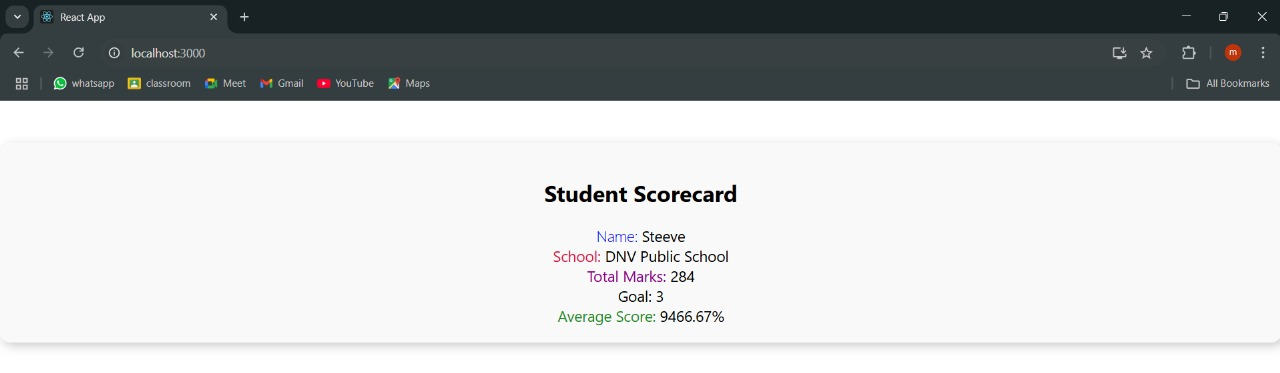 React App
localhost:3000
m
whatsapp classroom Meet Gmail YouTube Maps All Bookmarks
Student Scorecard
Name: Steeve
School: DNV Public School
Total Marks: 284
Goal: 3
Average Score: 9466.67%